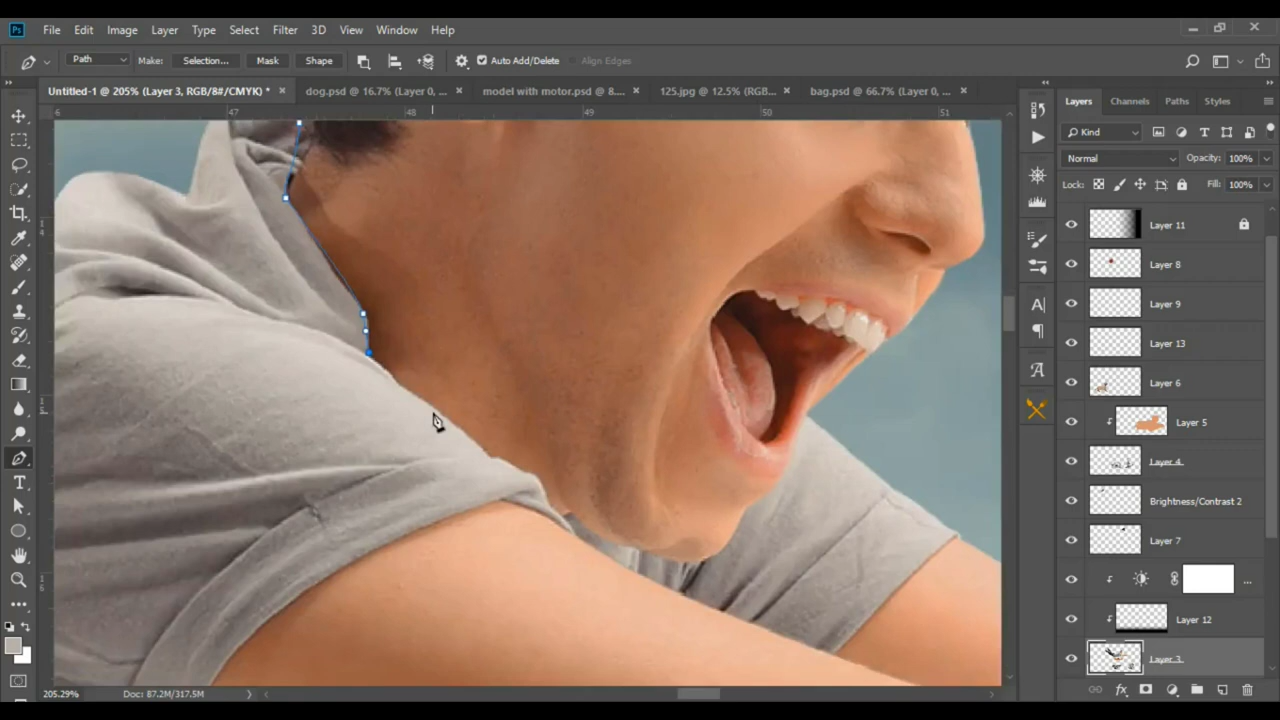 Ps File Edit Image Layer Type Select Filter 3D View Window Help
Path Make: Selection... Mask Shape Auto Add/Delete Align Edges
Untitled-1 @ 205% (Layer 3, RGB/8#/CMYK) * dog.psd @ 16.7% (Layer 0, ... model with motor.psd @ 8.... 125.jpg @ 12.5% (RGB... bag.psd @ 66.7% (Layer 0, ...
6 47 48 49 50 51
14
15
16
Layers Channels Paths Styles
Kind
Normal Opacity: 100%
Lock: Fill: 100%
Layer 11
Layer 8
Layer 9
Layer 13
Layer 6
Layer 5
Layer 4
Brightness/Contrast 2
Layer 7
...
Layer 12
Layer 3
205.29% Doc: 87.2M/317.5M